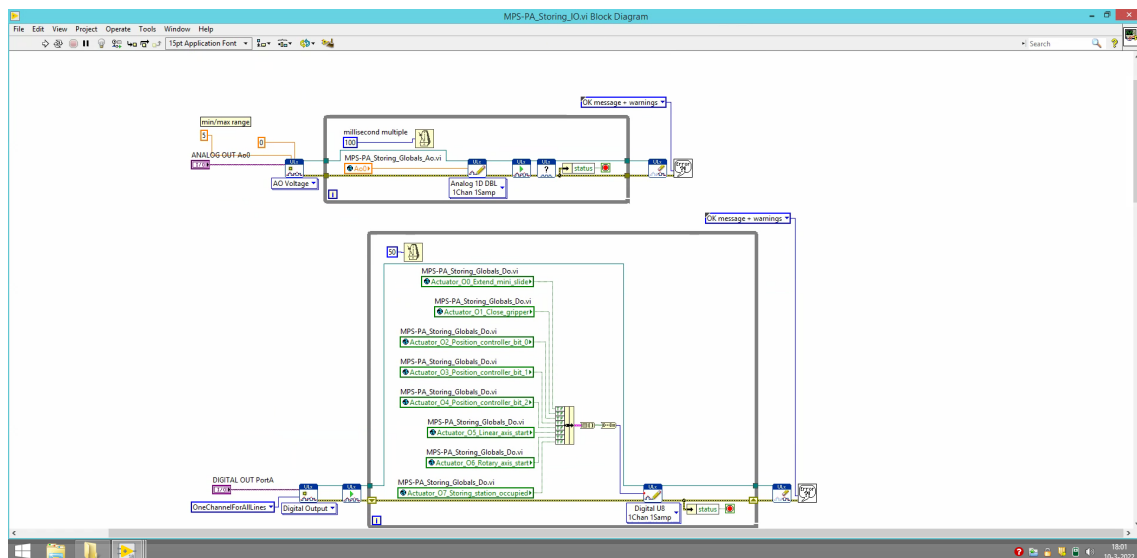 MPS-PA_Storing_IO.vi Block Diagram
File Edit View Project Operate Tools Window Help
15pt Application Font
Search
OK message + warnings
min/max range
5
0
millisecond multiple
100
ANALOG OUT Ao0
MPS-PA_Storing_Globals_Ao.vi
Ao0
status
AO Voltage
Analog 1D DBL
1Chan 1Samp
i
OK message + warnings
50
MPS-PA_Storing_Globals_Do.vi
Actuator_O0_Extend_mini_slide
MPS-PA_Storing_Globals_Do.vi
Actuator_O1_Close_gripper
MPS-PA_Storing_Globals_Do.vi
Actuator_O2_Position_controller_bit_0
MPS-PA_Storing_Globals_Do.vi
Actuator_O3_Position_controller_bit_1
MPS-PA_Storing_Globals_Do.vi
Actuator_O4_Position_controller_bit_2
MPS-PA_Storing_Globals_Do.vi
Actuator_O5_Linear_axis_start
MPS-PA_Storing_Globals_Do.vi
Actuator_O6_Rotary_axis_start
MPS-PA_Storing_Globals_Do.vi
Actuator_O7_Storing_station_occupied
DIGITAL OUT PortA
OneChannelForAllLines
Digital Output
Digital U8
1Chan 1Samp
status
i
18:01